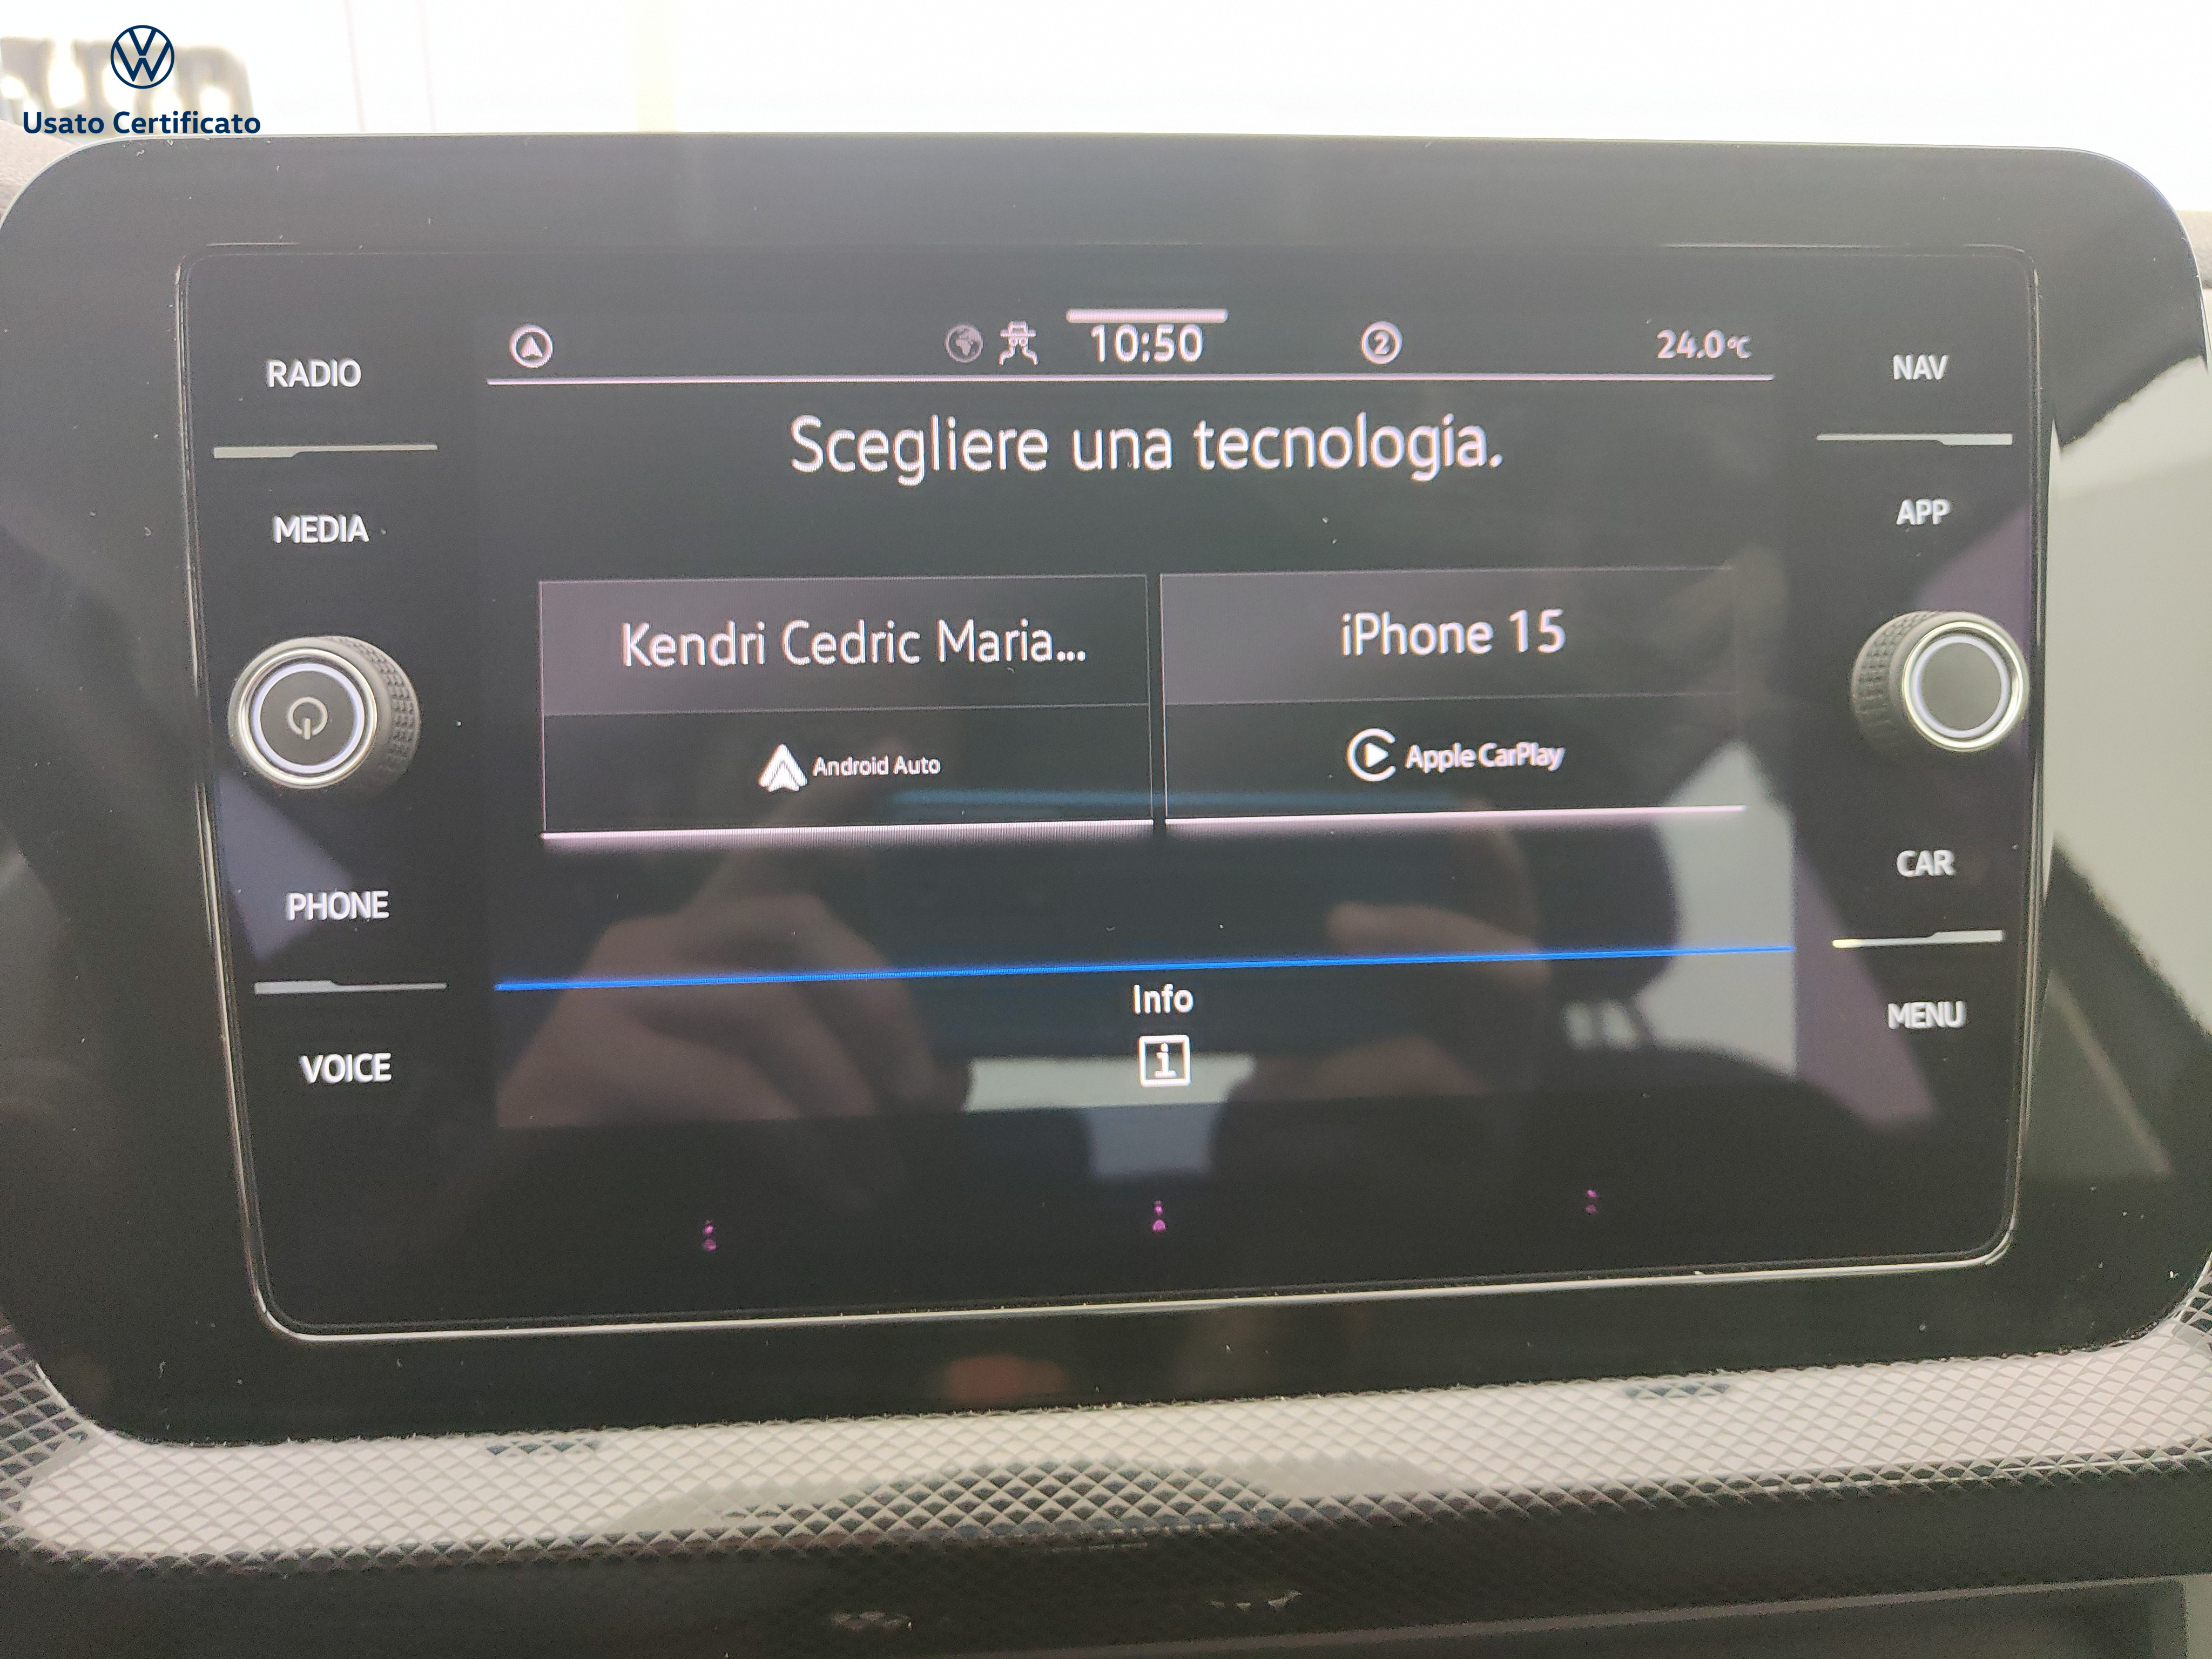 Usato Certificato
10:50
2
24.0°C
RADIO
MEDIA
PHONE
VOICE
Scegliere una tecnologia.
Kendri Cedric Maria...
Android Auto
iPhone 15
Apple CarPlay
Info
NAV
APP
CAR
MENU